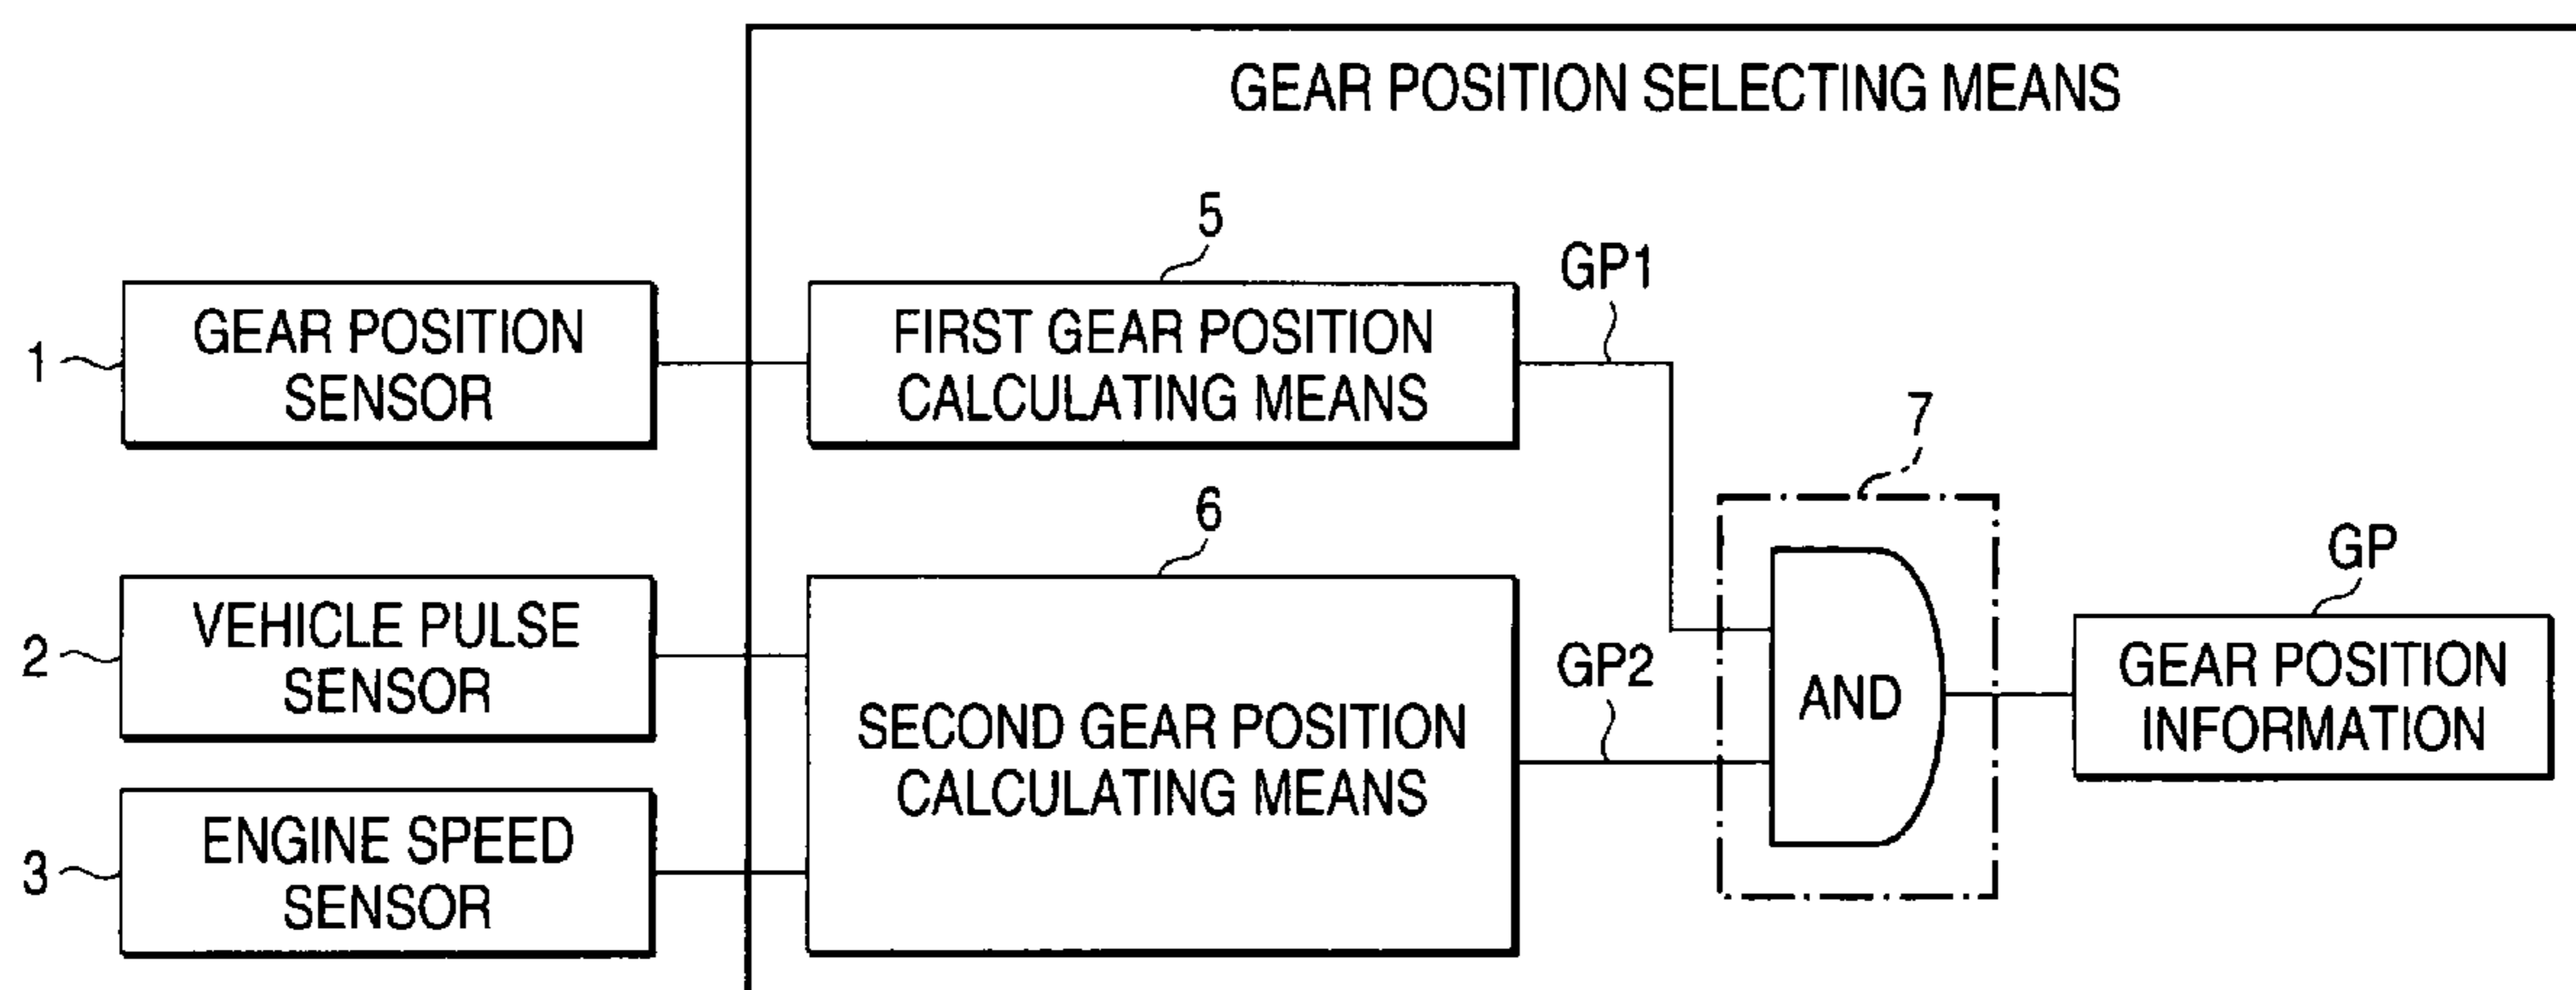 GEAR POSITION SELECTING MEANS
5
GP1
1
GEAR POSITION
SENSOR
FIRST GEAR POSITION
CALCULATING MEANS
7
6
GP
2
VEHICLE PULSE
SENSOR
GP2
SECOND GEAR POSITION
CALCULATING MEANS
AND
GEAR POSITION
INFORMATION
3
ENGINE SPEED
SENSOR